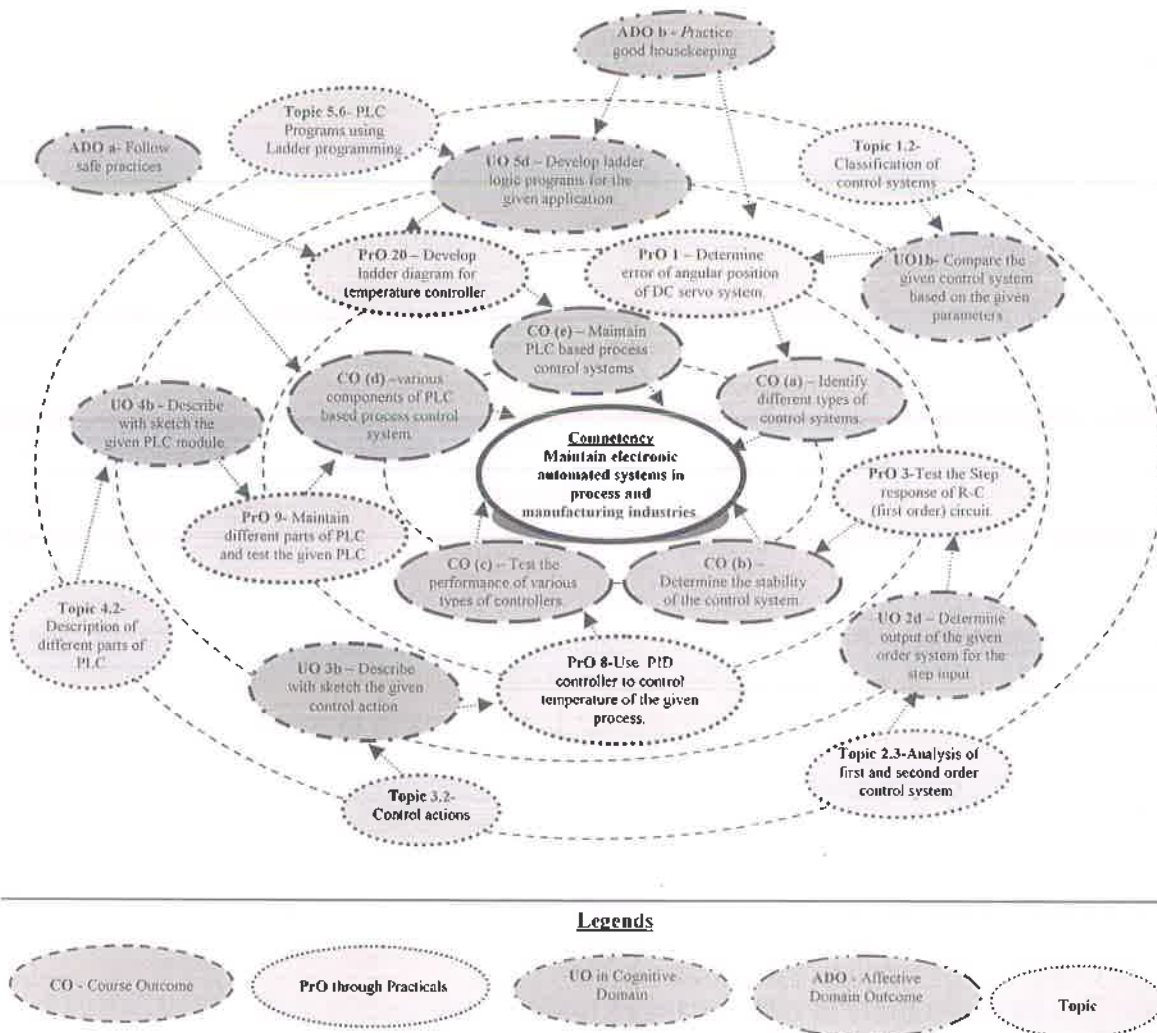 ADO b - Practice
good housekeeping
Topic 5.6- PLC
Programs using
Ladder programming
ADO a- Follow
safe practices
UO 5d – Develop ladder
logic programs for the
given application
Topic 1.2-
Classification of
control systems
PrO 20 – Develop
ladder diagram for
temperature controller
PrO 1 – Determine
error of angular position
of DC servo system.
UO1b- Compare the
given control system
based on the given
parameters
CO (e) – Maintain
PLC based process
control systems
CO (d) –various
components of PLC
based process control
system.
CO (a) – Identify
different types of
control systems.
UO 4b - Describe
with sketch the
given PLC module
Competency
Maintain electronic
automated systems in
process and
manufacturing industries
PrO 3-Test the Step
response of R-C
(first order) circuit.
PrO 9- Maintain
different parts of PLC
and test the given PLC
CO (c) – Test the
performance of various
types of controllers.
CO (b) –
Determine the stability
of the control system.
Topic 4.2-
Description of
different parts of
PLC
UO 3b – Describe
with sketch the given
control action
PrO 8-Use PID
controller to control
temperature of the given
process.
UO 2d – Determine
output of the given
order system for the
step input
Topic 3.2-
Control actions
Topic 2.3-Analysis of
first and second order
control system
Legends
CO - Course Outcome
PrO through Practicals
UO in Cognitive
Domain
ADO - Affective
Domain Outcome
Topic